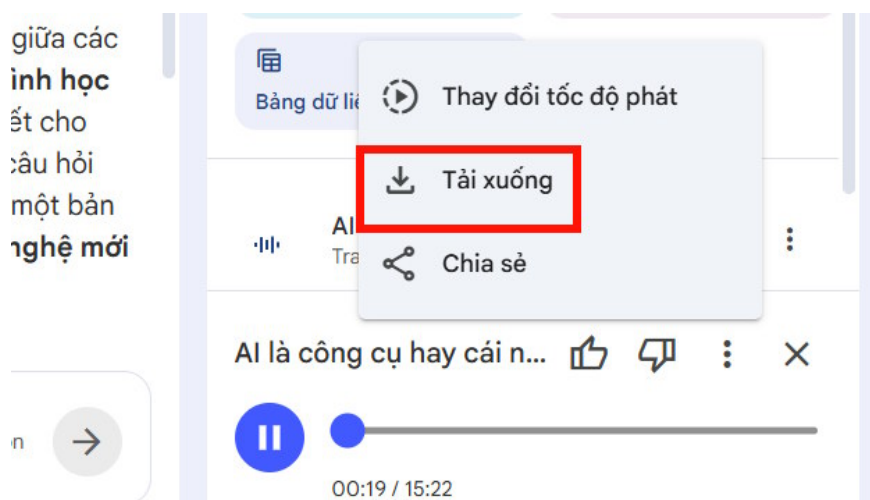 giữa các
ình học
ết cho
câu hỏi
một bản
nghệ mới
Bảng dữ liệ
Thay đổi tốc độ phát
Tải xuống
AI
Tra
Chia sẻ
AI là công cụ hay cái n...
00:19 / 15:22